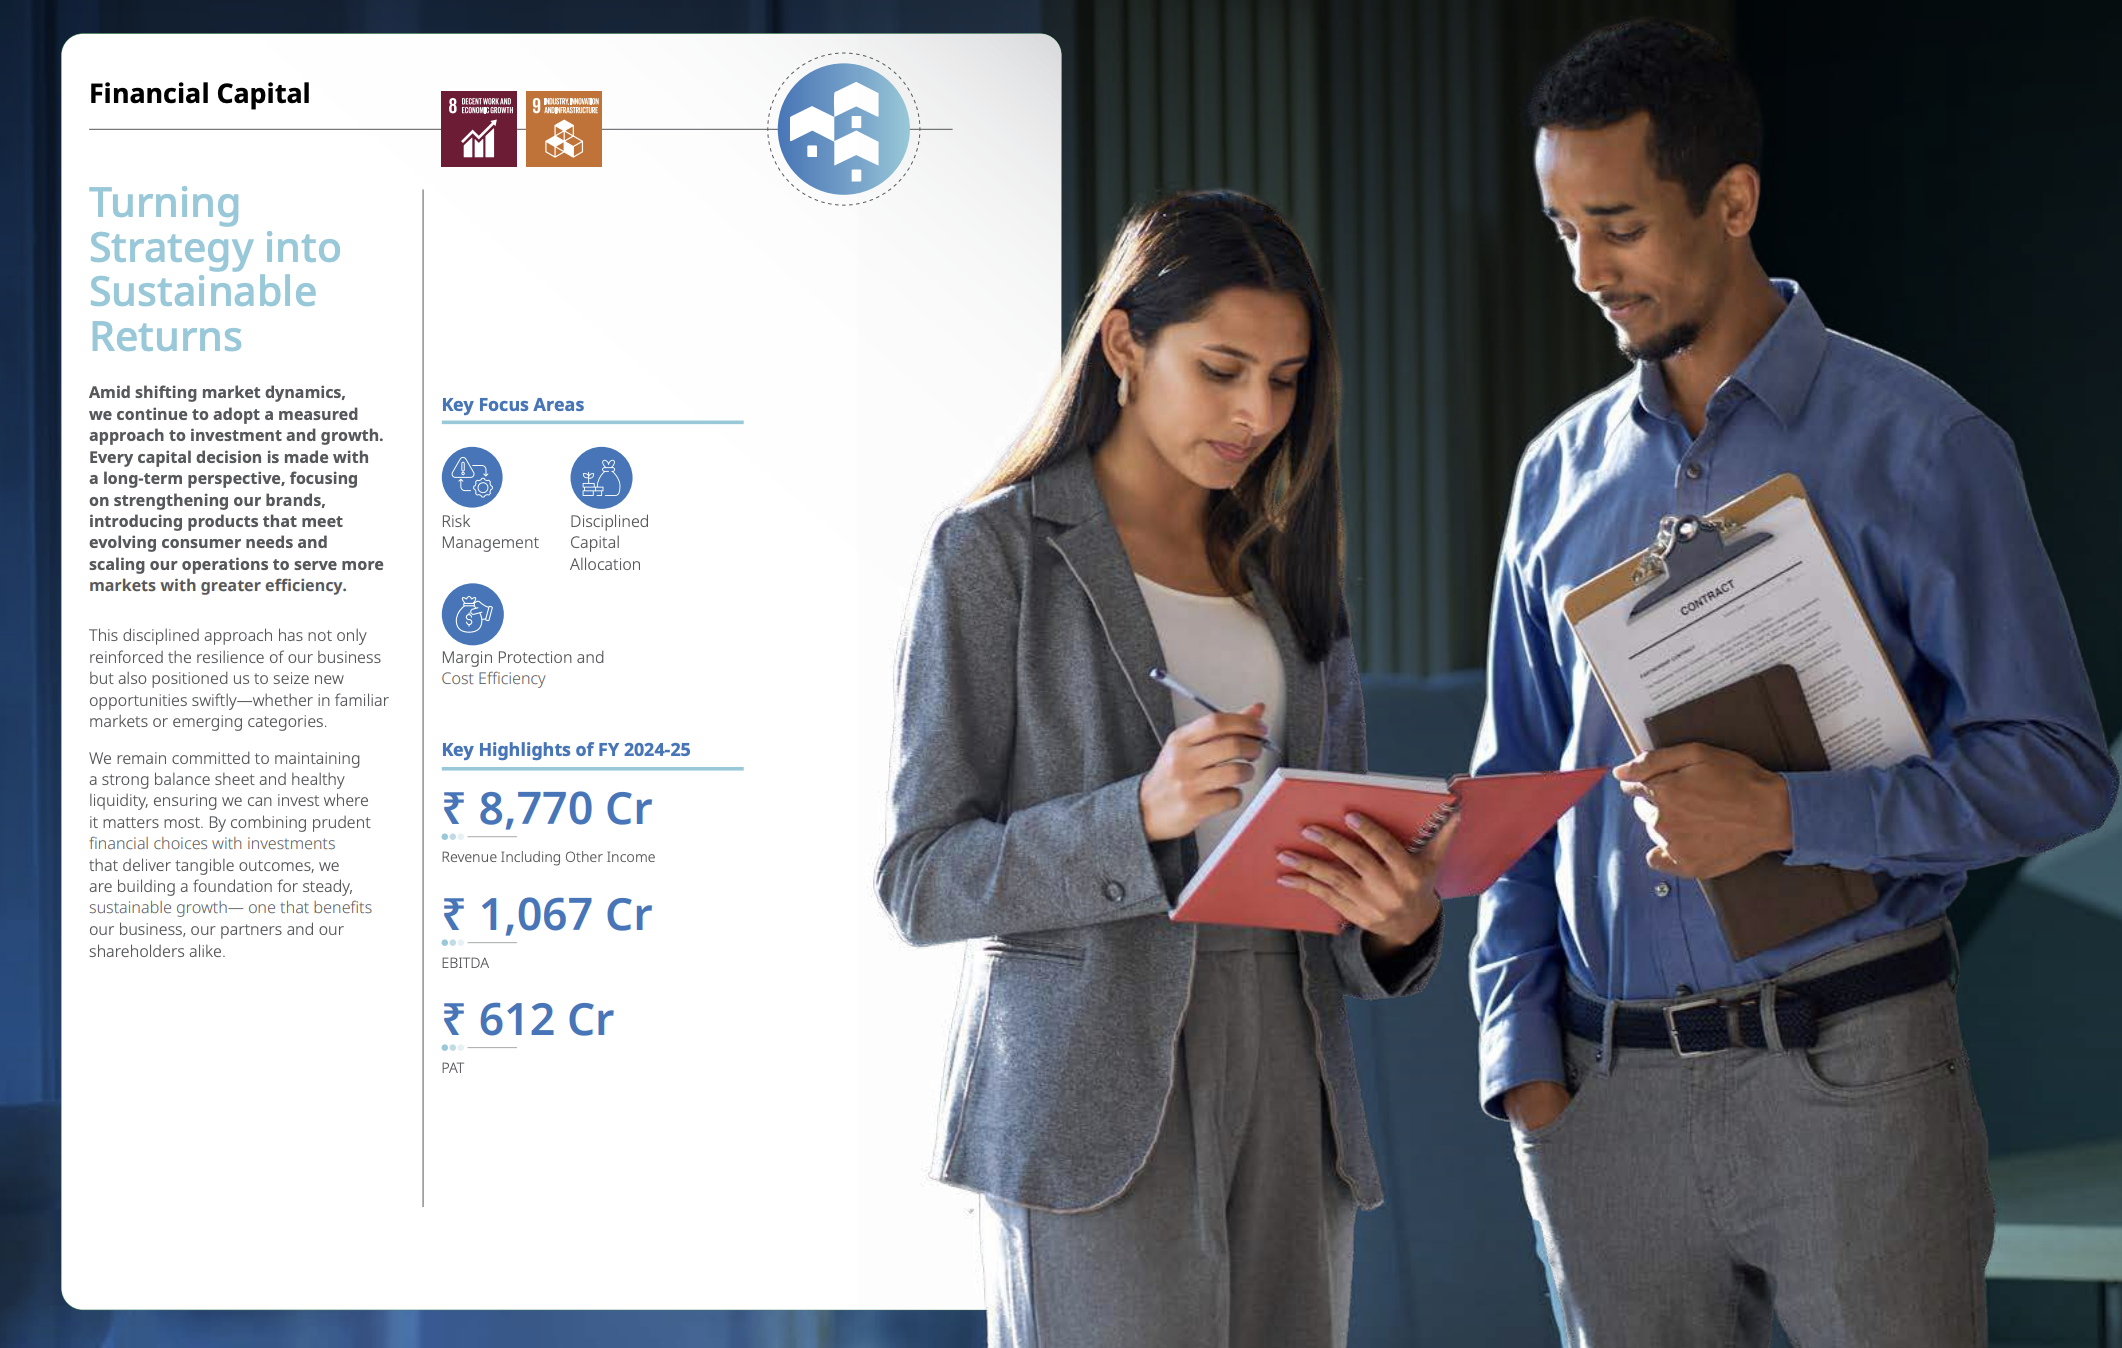 Financial Capital
8 DECENT WORK AND
ECONOMIC GROWTH
9 INDUSTRY, INNOVATION
AND INFRASTRUCTURE
Turning
Strategy into
Sustainable
Returns
Amid shifting market dynamics,
we continue to adopt a measured
approach to investment and growth.
Every capital decision is made with
a long-term perspective, focusing
on strengthening our brands,
introducing products that meet
evolving consumer needs and
scaling our operations to serve more
markets with greater efficiency.
This disciplined approach has not only
reinforced the resilience of our business
but also positioned us to seize new
opportunities swiftly—whether in familiar
markets or emerging categories.
We remain committed to maintaining
a strong balance sheet and healthy
liquidity, ensuring we can invest where
it matters most. By combining prudent
financial choices with investments
that deliver tangible outcomes, we
are building a foundation for steady,
sustainable growth— one that benefits
our business, our partners and our
shareholders alike.
Key Focus Areas
Risk
Management
Disciplined
Capital
Allocation
Margin Protection and
Cost Efficiency
Key Highlights of FY 2024-25
₹ 8,770 Cr
Revenue Including Other Income
₹ 1,067 Cr
EBITDA
₹ 612 Cr
PAT
CONTRACT